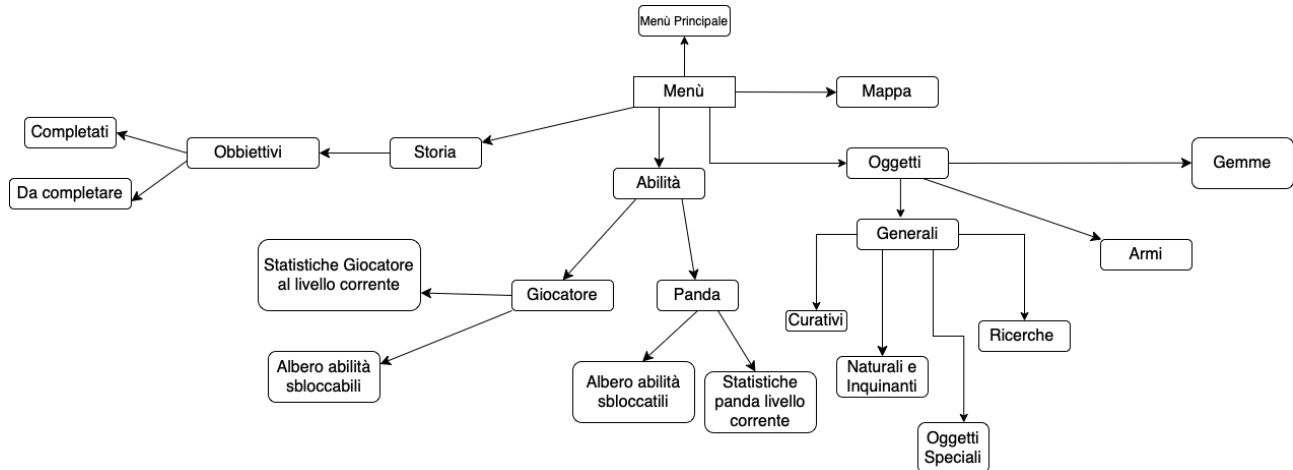 Menù Principale
Menù
Mappa
Completati
Obbiettivi
Storia
Oggetti
Gemme
Da completare
Abilità
Generali
Armi
Statistiche Giocatore
al livello corrente
Giocatore
Panda
Curativi
Ricerche
Albero abilità
sbloccabili
Albero abilità
sbloccatili
Statistiche
panda livello
corrente
Naturali e
Inquinanti
Oggetti
Speciali